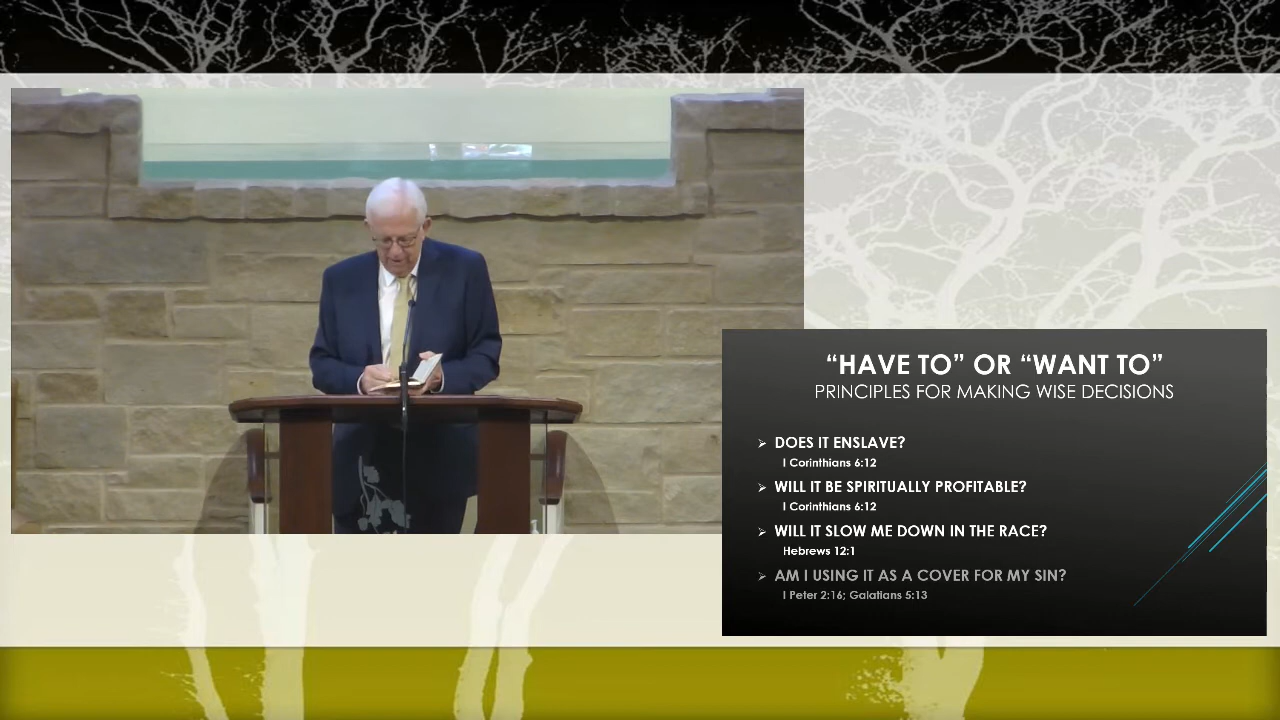 “HAVE TO” OR “WANT TO”
PRINCIPLES FOR MAKING WISE DECISIONS
➢ DOES IT ENSLAVE?
I Corinthians 6:12
➢ WILL IT BE SPIRITUALLY PROFITABLE?
I Corinthians 6:12
➢ WILL IT SLOW ME DOWN IN THE RACE?
Hebrews 12:1
➢ AM I USING IT AS A COVER FOR MY SIN?
I Peter 2:16; Galatians 5:13